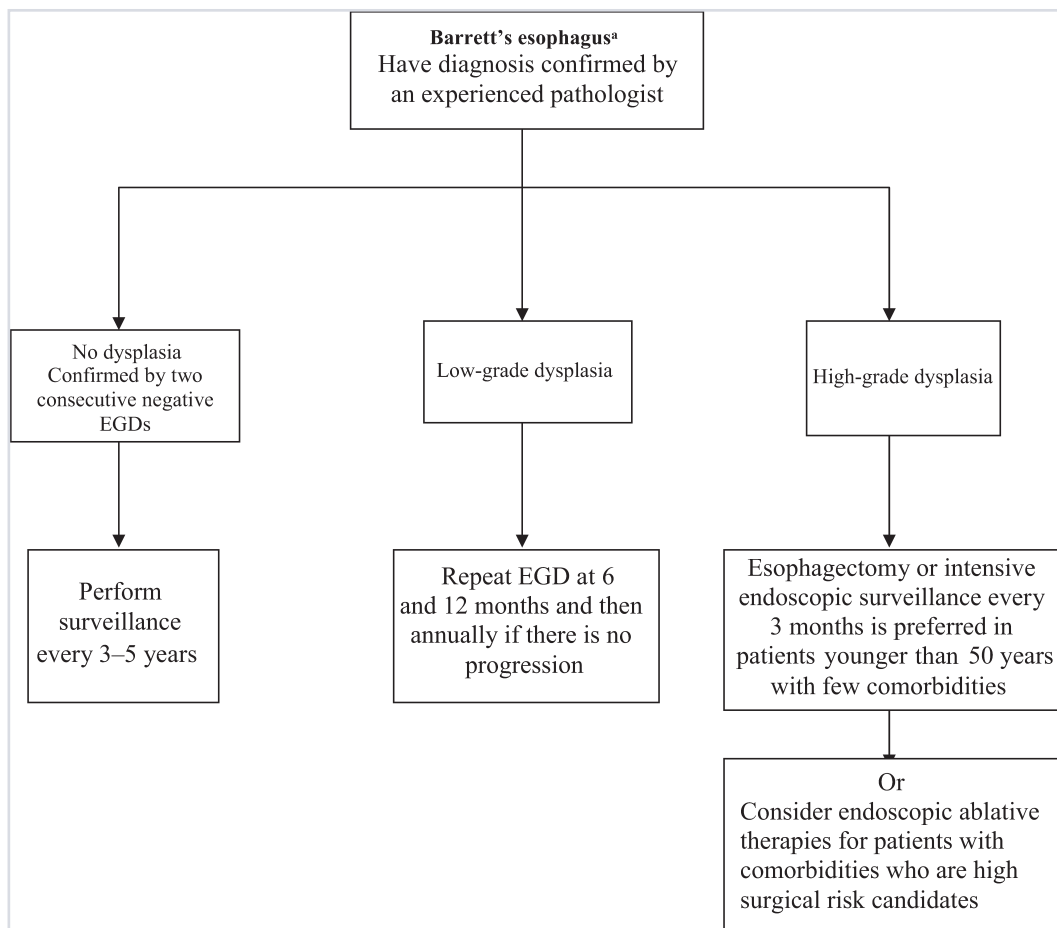 Barrett's esophagusᵃ
Have diagnosis confirmed by
an experienced pathologist
No dysplasia
Confirmed by two
consecutive negative
EGDs
Low-grade dysplasia
High-grade dysplasia
Perform
surveillance
every 3–5 years
Repeat EGD at 6
and 12 months and then
annually if there is no
progression
Esophagectomy or intensive
endoscopic surveillance every
3 months is preferred in
patients younger than 50 years
with few comorbidities
Or
Consider endoscopic ablative
therapies for patients with
comorbidities who are high
surgical risk candidates